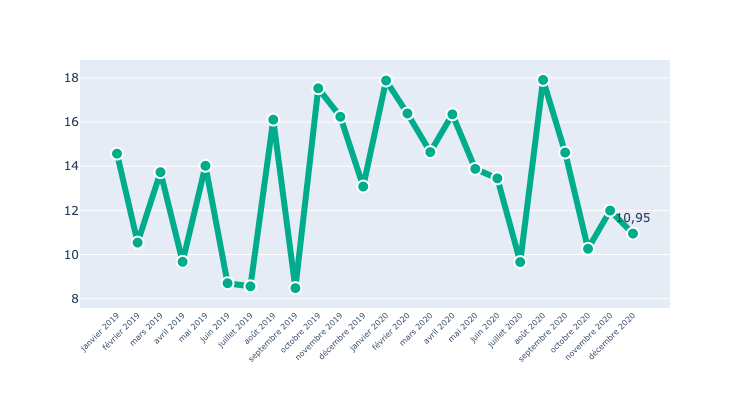 18
16
14
12
10
8
10,95
janvier 2019
février 2019
mars 2019
avril 2019
mai 2019
juin 2019
juillet 2019
août 2019
septembre 2019
octobre 2019
novembre 2019
décembre 2019
janvier 2020
février 2020
mars 2020
avril 2020
mai 2020
juin 2020
juillet 2020
août 2020
septembre 2020
octobre 2020
novembre 2020
décembre 2020